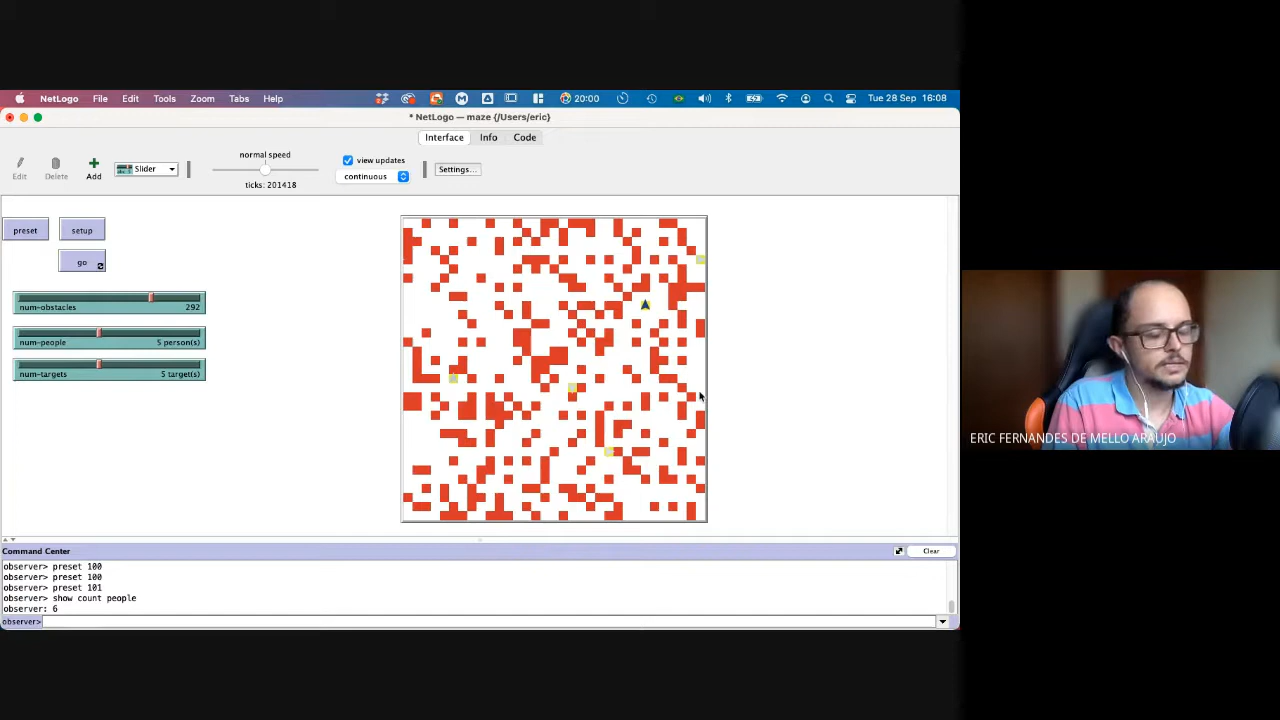 NetLogo File Edit Tools Zoom Tabs Help 20:00 Tue 28 Sep 16:08
* NetLogo — maze {/Users/eric}
Interface Info Code
normal speed
view updates
Slider
Settings...
Edit Delete Add
continuous
ticks: 201418
preset setup
go
num-obstacles 292
num-people 5 person(s)
num-targets 5 target(s)
ERIC FERNANDES DE MELLO ARAUJO
Command Center
Clear
observer> preset 100
observer> preset 100
observer> preset 101
observer> show count people
observer: 6
observer>